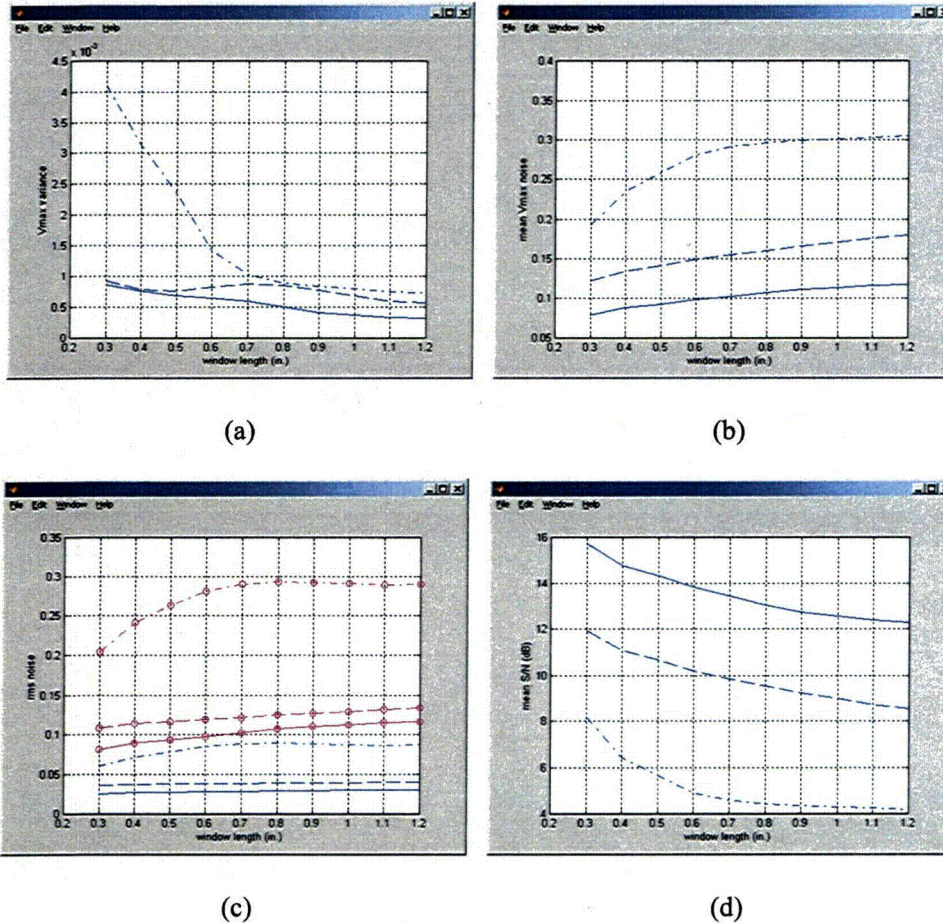 File Edit Window Help
x 10⁻³
4.5
4
3.5
3
2.5
2
1.5
1
0.5
0
Vmax variance
0.2 0.3 0.4 0.5 0.6 0.7 0.8 0.9 1 1.1 1.2
window length (in.)
(a)
File Edit Window Help
0.4
0.35
0.3
0.25
0.2
0.15
0.1
0.05
mean Vmax noise
0.2 0.3 0.4 0.5 0.6 0.7 0.8 0.9 1 1.1 1.2
window length (in.)
(b)
File Edit Window Help
0.35
0.3
0.25
0.2
0.15
0.1
0.05
0
rms noise
0.2 0.3 0.4 0.5 0.6 0.7 0.8 0.9 1 1.1 1.2
window length (in.)
(c)
File Edit Window Help
16
14
12
10
8
6
4
mean S/N (dB)
0.2 0.3 0.4 0.5 0.6 0.7 0.8 0.9 1 1.1 1.2
window length (in.)
(d)